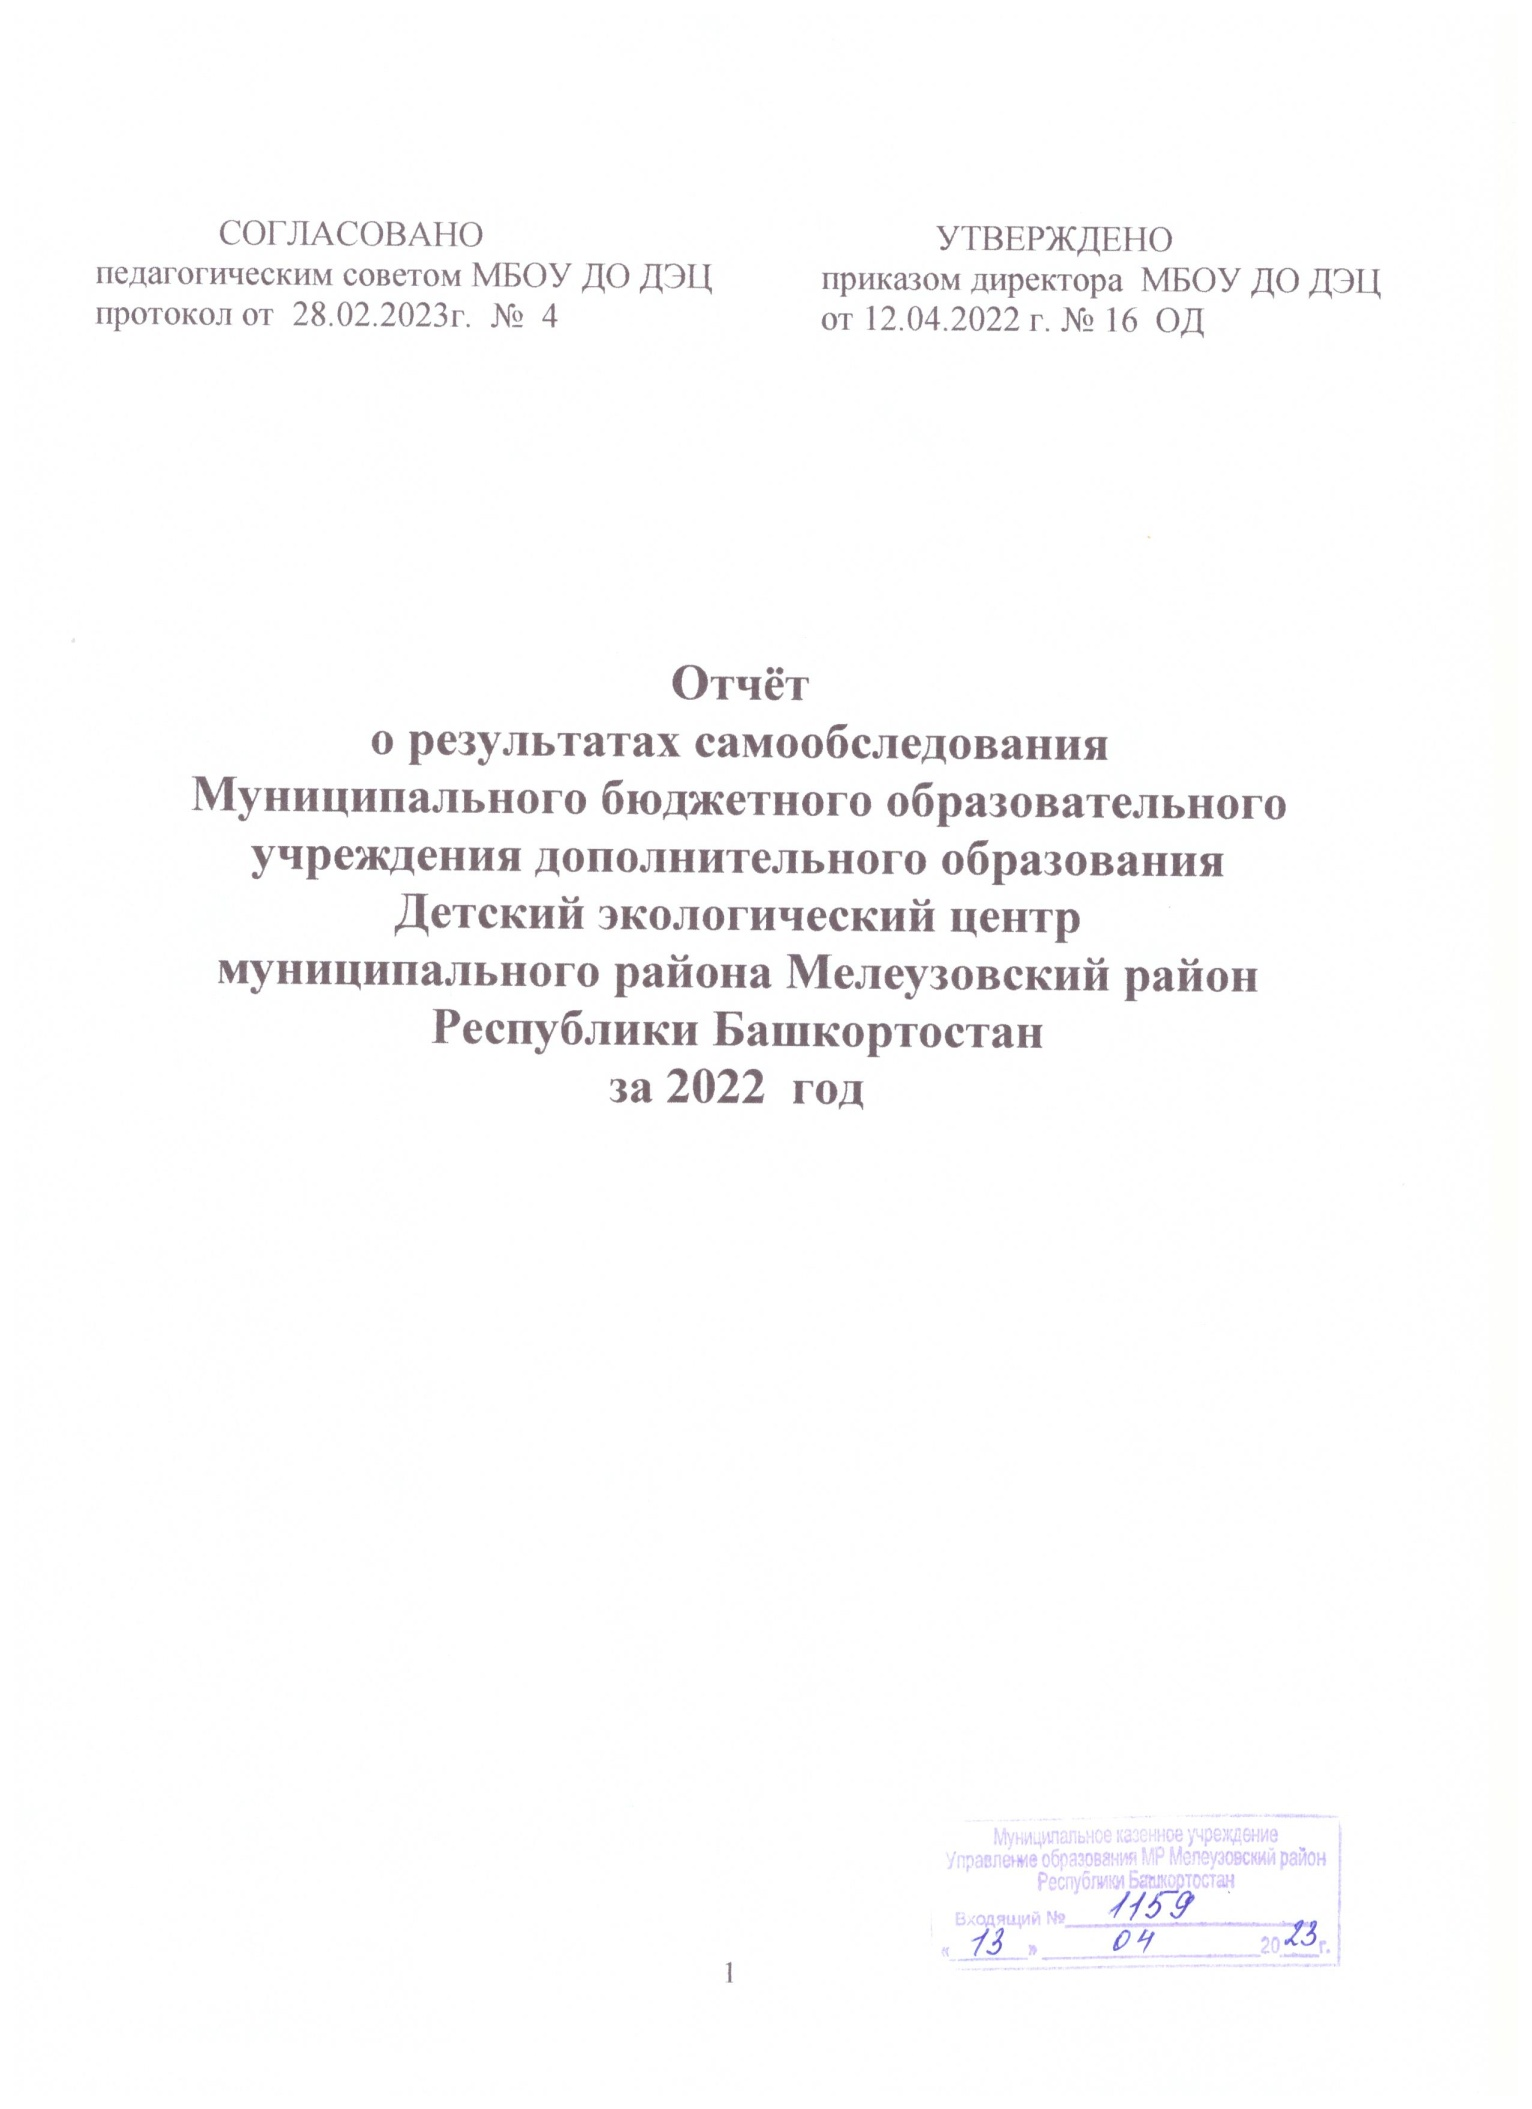 СОГЛАСОВАНО
педагогическим советом МБОУ ДО ДЭЦ
протокол от 28.02.2023г. № 4
УТВЕРЖДЕНО
приказом директора МБОУ ДО ДЭЦ
от 12.04.2022 г. № 16 ОД
Отчёт
о результатах самообследования
Муниципального бюджетного образовательного
учреждения дополнительного образования
Детский экологический центр
муниципального района Мелеузовский район
Республики Башкортостан
за 2022 год
Муниципальное казенное учреждение
Управление образования МР Мелеузовский район
Республики Башкортостан
Входящий № 1159
« 13 » 04 2023г.
1